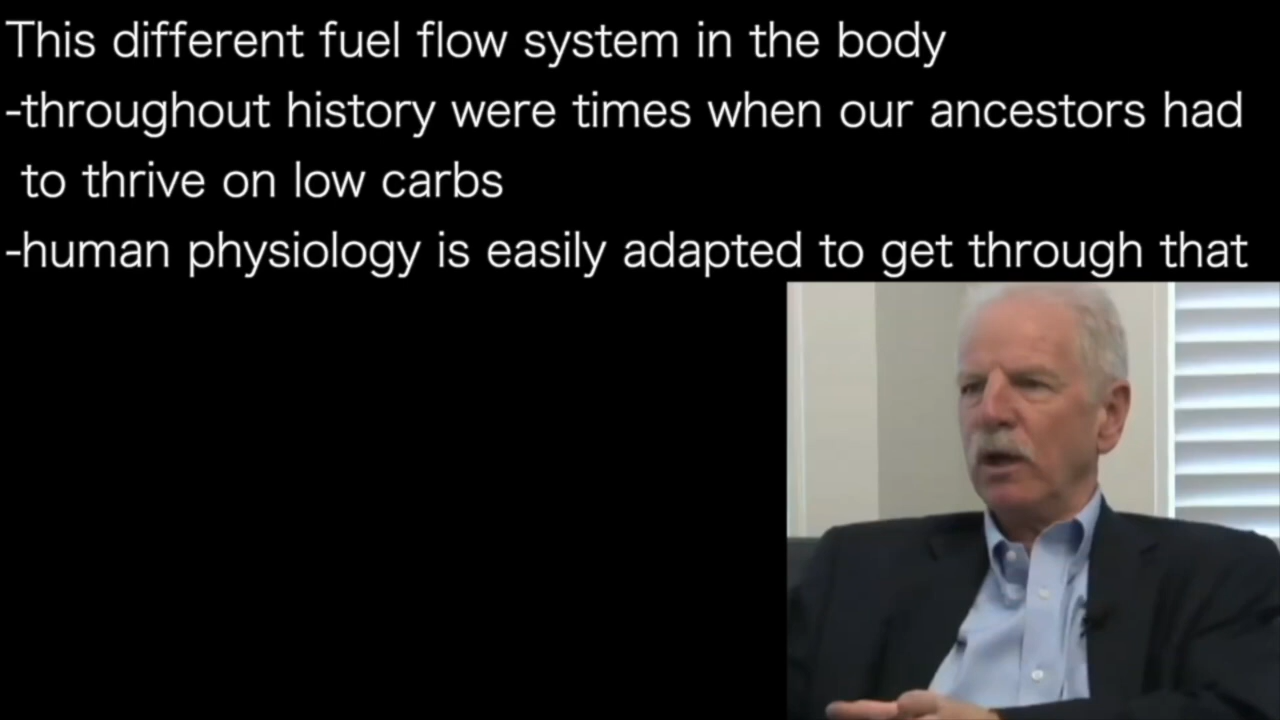 This different fuel flow system in the body
-throughout history were times when our ancestors had
to thrive on low carbs
-human physiology is easily adapted to get through that